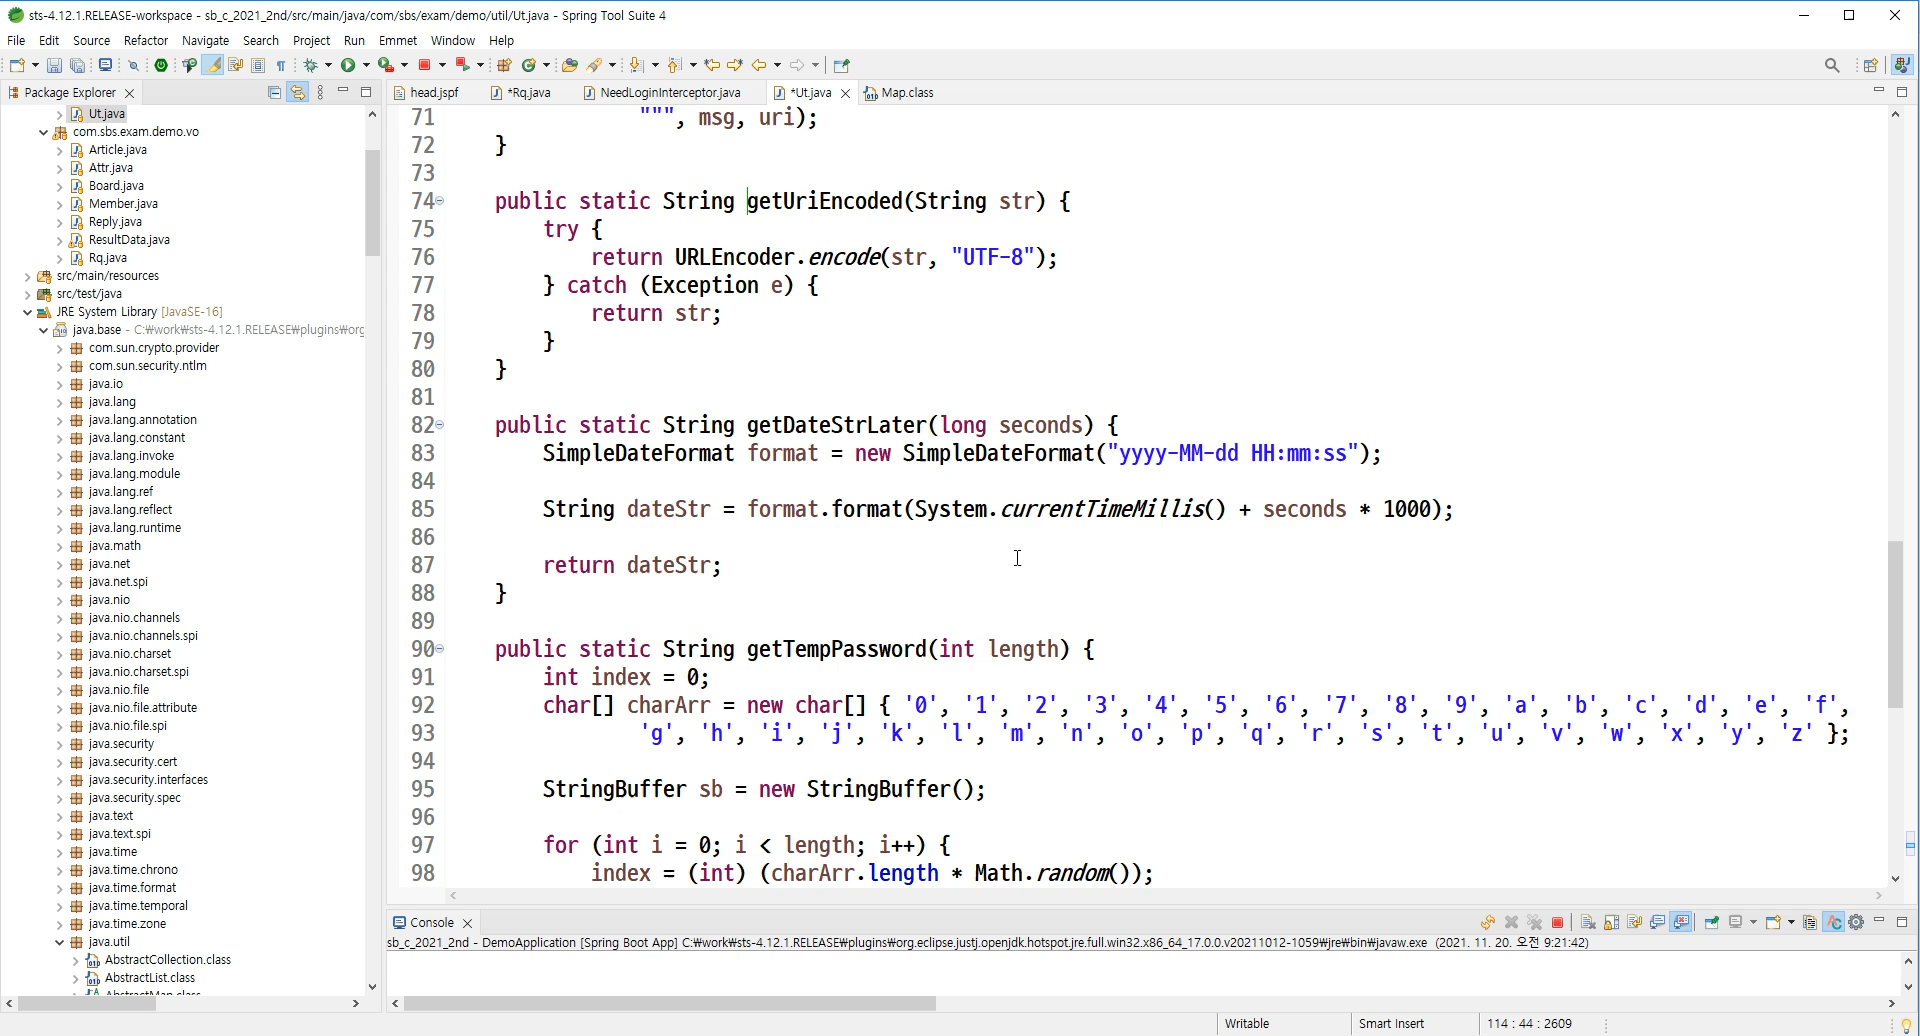 sts-4.12.1.RELEASE-workspace - sb_c_2021_2nd/src/main/java/com/sbs/exam/demo/util/Ut.java - Spring Tool Suite 4
File Edit Source Refactor Navigate Search Project Run Emmet Window Help
Package Explorer
head.jspf *Rq.java NeedLoginInterceptor.java *Ut.java Map.class
Ut.java
com.sbs.exam.demo.vo
Article.java
Attr.java
Board.java
Member.java
Reply.java
ResultData.java
Rq.java
src/main/resources
src/test/java
JRE System Library [JavaSE-16]
java.base - C:₩work₩sts-4.12.1.RELEASE₩plugins₩org
com.sun.crypto.provider
com.sun.security.ntlm
java.io
java.lang
java.lang.annotation
java.lang.constant
java.lang.invoke
java.lang.module
java.lang.ref
java.lang.reflect
java.lang.runtime
java.math
java.net
java.net.spi
java.nio
java.nio.channels
java.nio.channels.spi
java.nio.charset
java.nio.charset.spi
java.nio.file
java.nio.file.attribute
java.nio.file.spi
java.security
java.security.cert
java.security.interfaces
java.security.spec
java.text
java.text.spi
java.time
java.time.chrono
java.time.format
java.time.temporal
java.time.zone
java.util
AbstractCollection.class
AbstractList.class
AbstractMap.class
71 """, msg, uri);
72 }
73
74 public static String getUriEncoded(String str) {
75 try {
76 return URLEncoder.encode(str, "UTF-8");
77 } catch (Exception e) {
78 return str;
79 }
80 }
81
82 public static String getDateStrLater(long seconds) {
83 SimpleDateFormat format = new SimpleDateFormat("yyyy-MM-dd HH:mm:ss");
84
85 String dateStr = format.format(System.currentTimeMillis() + seconds * 1000);
86
87 return dateStr;
88 }
89
90 public static String getTempPassword(int length) {
91 int index = 0;
92 char[] charArr = new char[] { '0', '1', '2', '3', '4', '5', '6', '7', '8', '9', 'a', 'b', 'c', 'd', 'e', 'f',
93 'g', 'h', 'i', 'j', 'k', 'l', 'm', 'n', 'o', 'p', 'q', 'r', 's', 't', 'u', 'v', 'w', 'x', 'y', 'z' };
94
95 StringBuffer sb = new StringBuffer();
96
97 for (int i = 0; i < length; i++) {
98 index = (int) (charArr.length * Math.random());
Console
sb_c_2021_2nd - DemoApplication [Spring Boot App] C:₩work₩sts-4.12.1.RELEASE₩plugins₩org.eclipse.justj.openjdk.hotspot.jre.full.win32.x86_64_17.0.0.v20211012-1059₩jre₩bin₩javaw.exe (2021. 11. 20. 오전 9:21:42)
Writable Smart Insert 114 : 44 : 2609